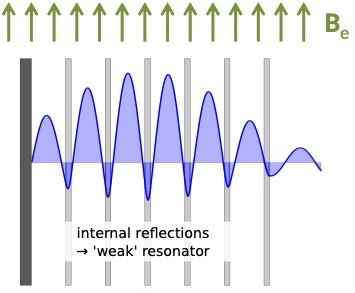 Be
internal reflections
→ 'weak' resonator